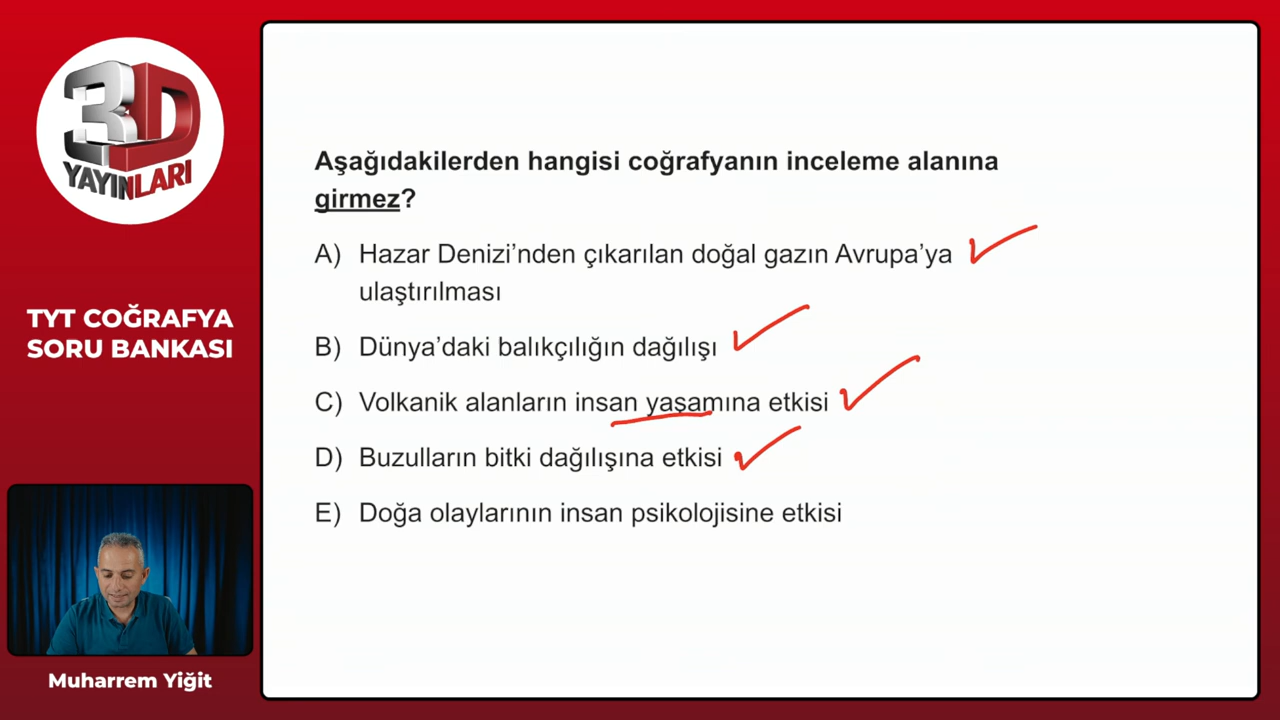 3D
YAYINLARI
TYT COĞRAFYA
SORU BANKASI
Muharrem Yiğit
Aşağıdakilerden hangisi coğrafyanın inceleme alanına
girmez?
A) Hazar Denizi’nden çıkarılan doğal gazın Avrupa’ya
ulaştırılması
B) Dünya’daki balıkçılığın dağılışı
C) Volkanik alanların insan yaşamına etkisi
D) Buzulların bitki dağılışına etkisi
E) Doğa olaylarının insan psikolojisine etkisi